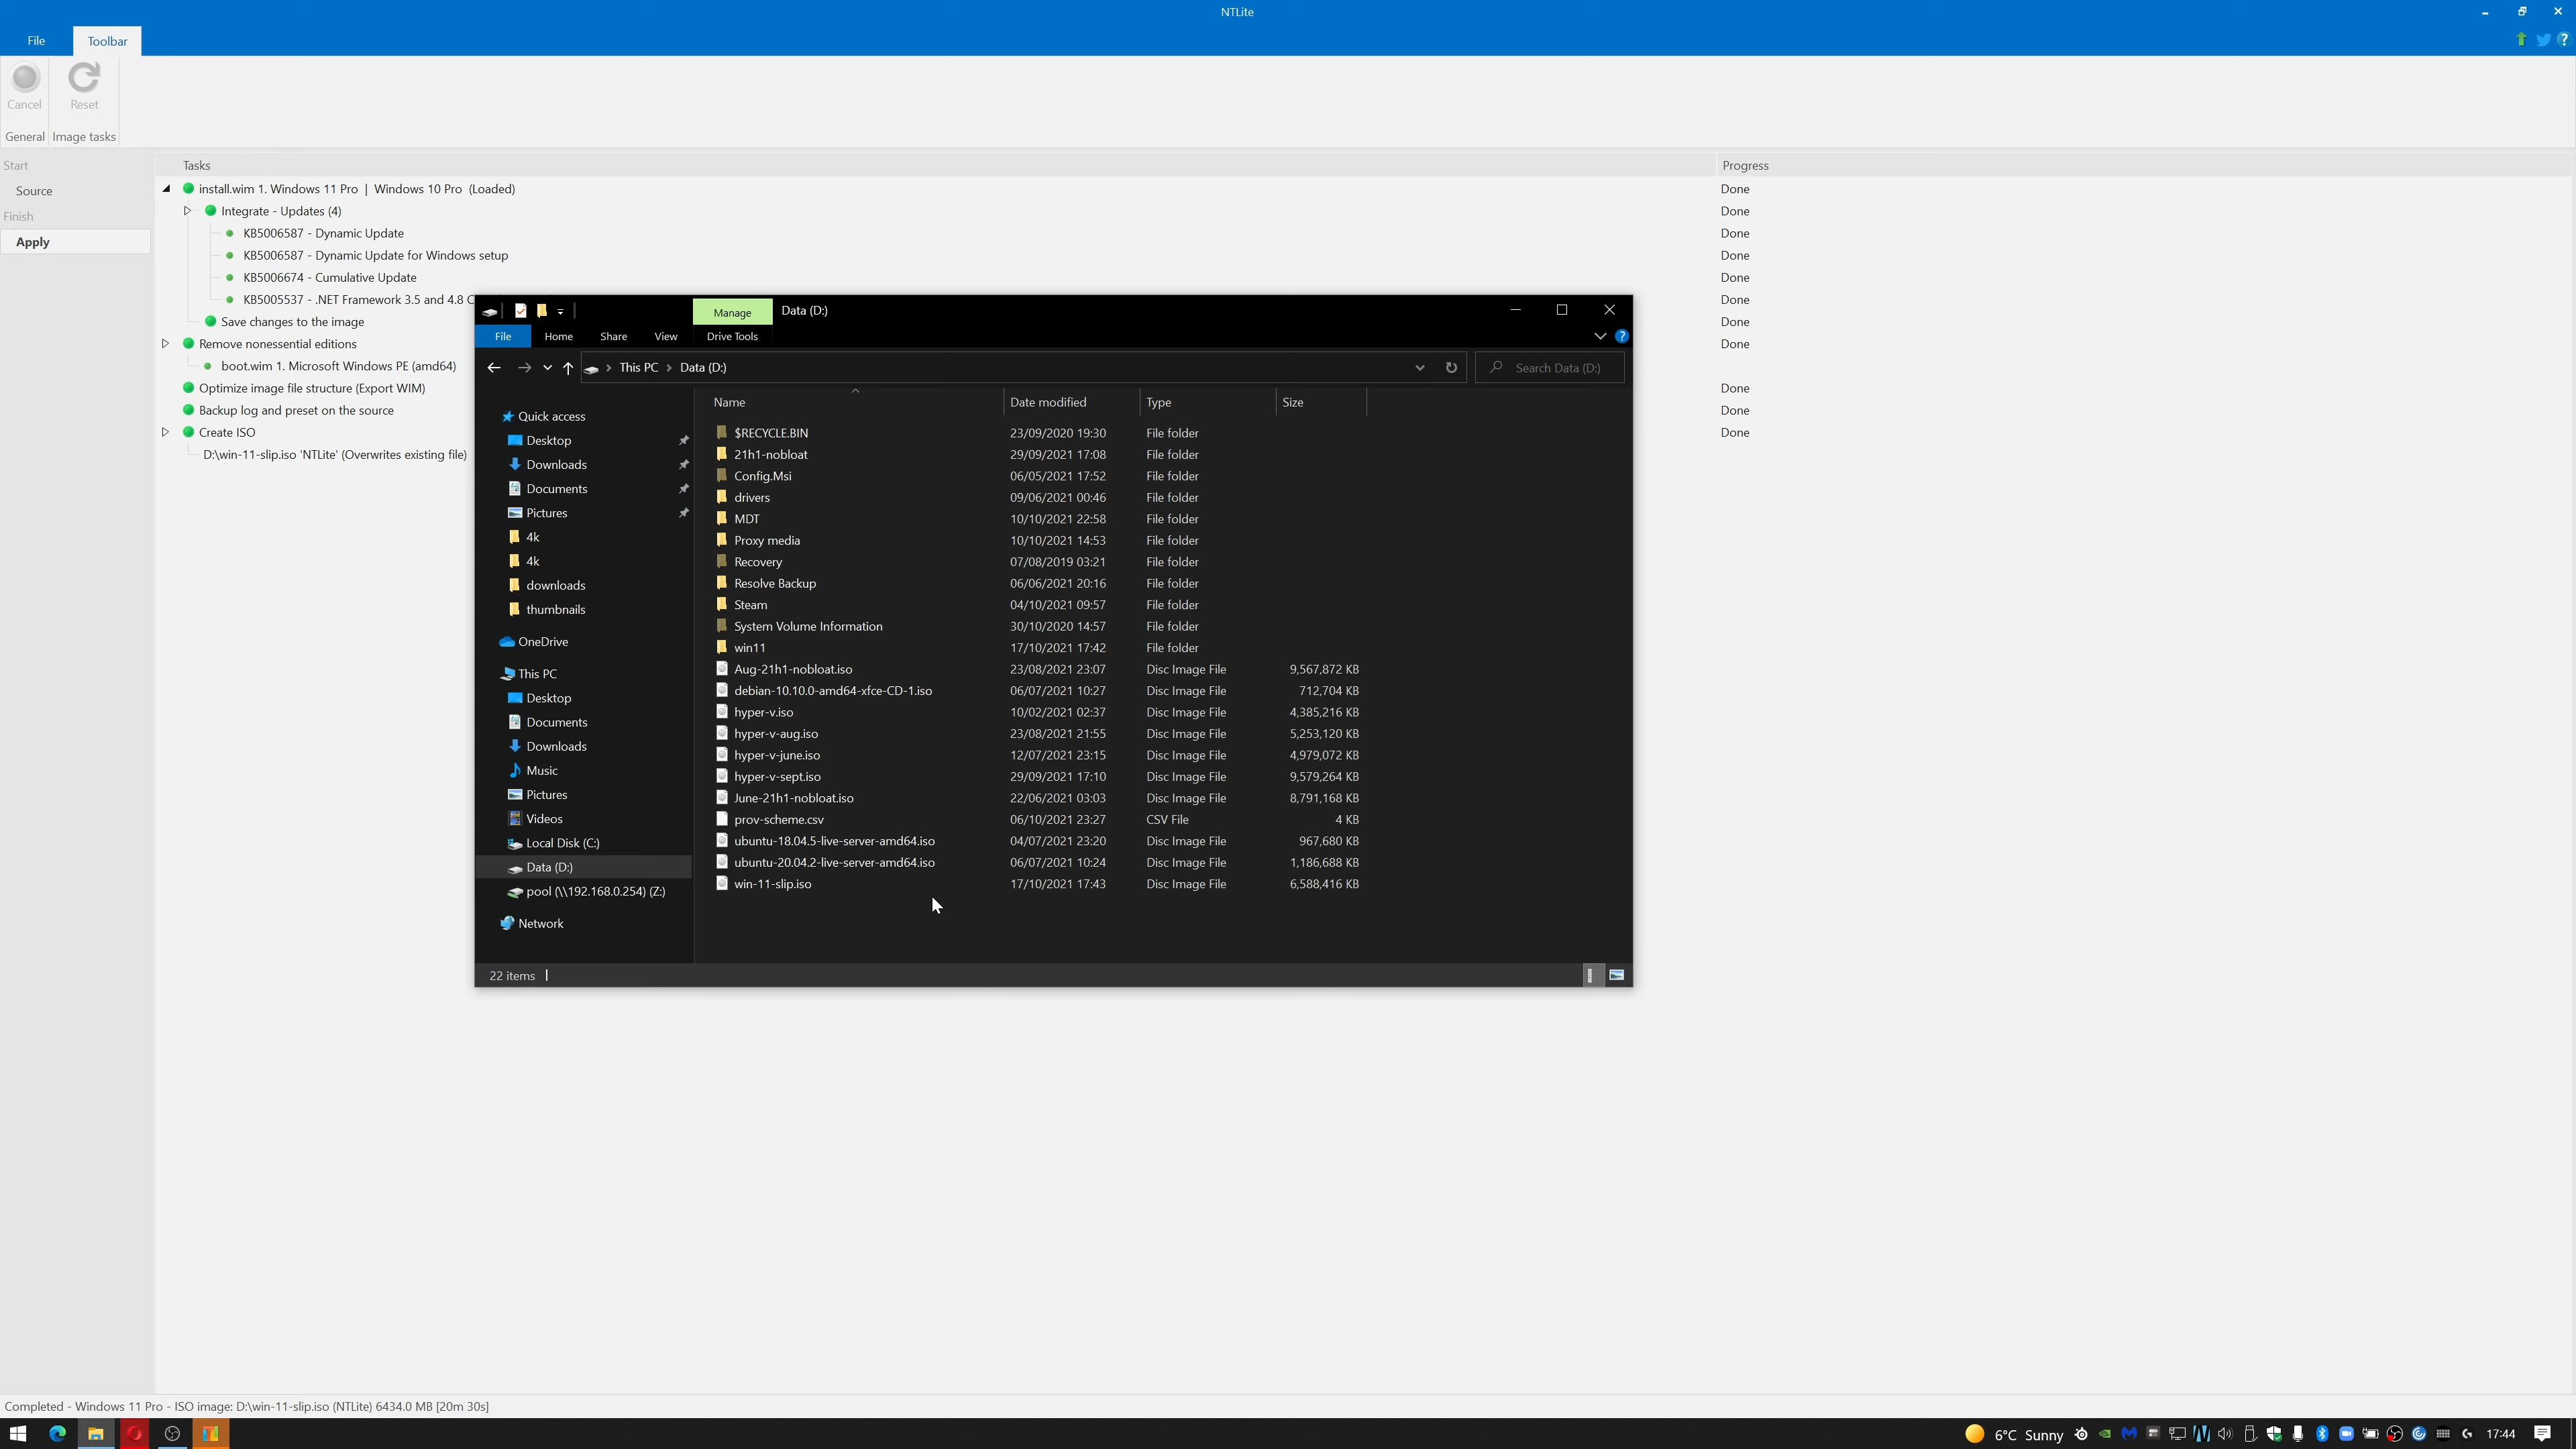 NTLite
File Toolbar
Cancel Reset
General Image tasks
Start
Source
Finish
Apply
Tasks Progress
install.wim 1. Windows 11 Pro | Windows 10 Pro (Loaded) Done
Integrate - Updates (4) Done
KB5006587 - Dynamic Update Done
KB5006587 - Dynamic Update for Windows setup Done
KB5006674 - Cumulative Update Done
KB5005537 - .NET Framework 3.5 and 4.8 C Done
Save changes to the image Done
Remove nonessential editions Done
boot.wim 1. Microsoft Windows PE (amd64)
Optimize image file structure (Export WIM) Done
Backup log and preset on the source Done
Create ISO Done
D:\win-11-slip.iso 'NTLite' (Overwrites existing file)
Manage Data (D:)
File Home Share View Drive Tools
This PC > Data (D:) Search Data (D:)
Quick access
Desktop
Downloads
Documents
Pictures
4k
4k
downloads
thumbnails
OneDrive
This PC
Desktop
Documents
Downloads
Music
Pictures
Videos
Local Disk (C:)
Data (D:)
pool (\\192.168.0.254) (Z:)
Network
Name Date modified Type Size
$RECYCLE.BIN 23/09/2020 19:30 File folder
21h1-nobloat 29/09/2021 17:08 File folder
Config.Msi 06/05/2021 17:52 File folder
drivers 09/06/2021 00:46 File folder
MDT 10/10/2021 22:58 File folder
Proxy media 10/10/2021 14:53 File folder
Recovery 07/08/2019 03:21 File folder
Resolve Backup 06/06/2021 20:16 File folder
Steam 04/10/2021 09:57 File folder
System Volume Information 30/10/2020 14:57 File folder
win11 17/10/2021 17:42 File folder
Aug-21h1-nobloat.iso 23/08/2021 23:07 Disc Image File 9,567,872 KB
debian-10.10.0-amd64-xfce-CD-1.iso 06/07/2021 10:27 Disc Image File 712,704 KB
hyper-v.iso 10/02/2021 02:37 Disc Image File 4,385,216 KB
hyper-v-aug.iso 23/08/2021 21:55 Disc Image File 5,253,120 KB
hyper-v-june.iso 12/07/2021 23:15 Disc Image File 4,979,072 KB
hyper-v-sept.iso 29/09/2021 17:10 Disc Image File 9,579,264 KB
June-21h1-nobloat.iso 22/06/2021 03:03 Disc Image File 8,791,168 KB
prov-scheme.csv 06/10/2021 23:27 CSV File 4 KB
ubuntu-18.04.5-live-server-amd64.iso 04/07/2021 23:20 Disc Image File 967,680 KB
ubuntu-20.04.2-live-server-amd64.iso 06/07/2021 10:24 Disc Image File 1,186,688 KB
win-11-slip.iso 17/10/2021 17:43 Disc Image File 6,588,416 KB
22 items
Completed - Windows 11 Pro - ISO image: D:\win-11-slip.iso (NTLite) 6434.0 MB [20m 30s]
6°C Sunny 17:44